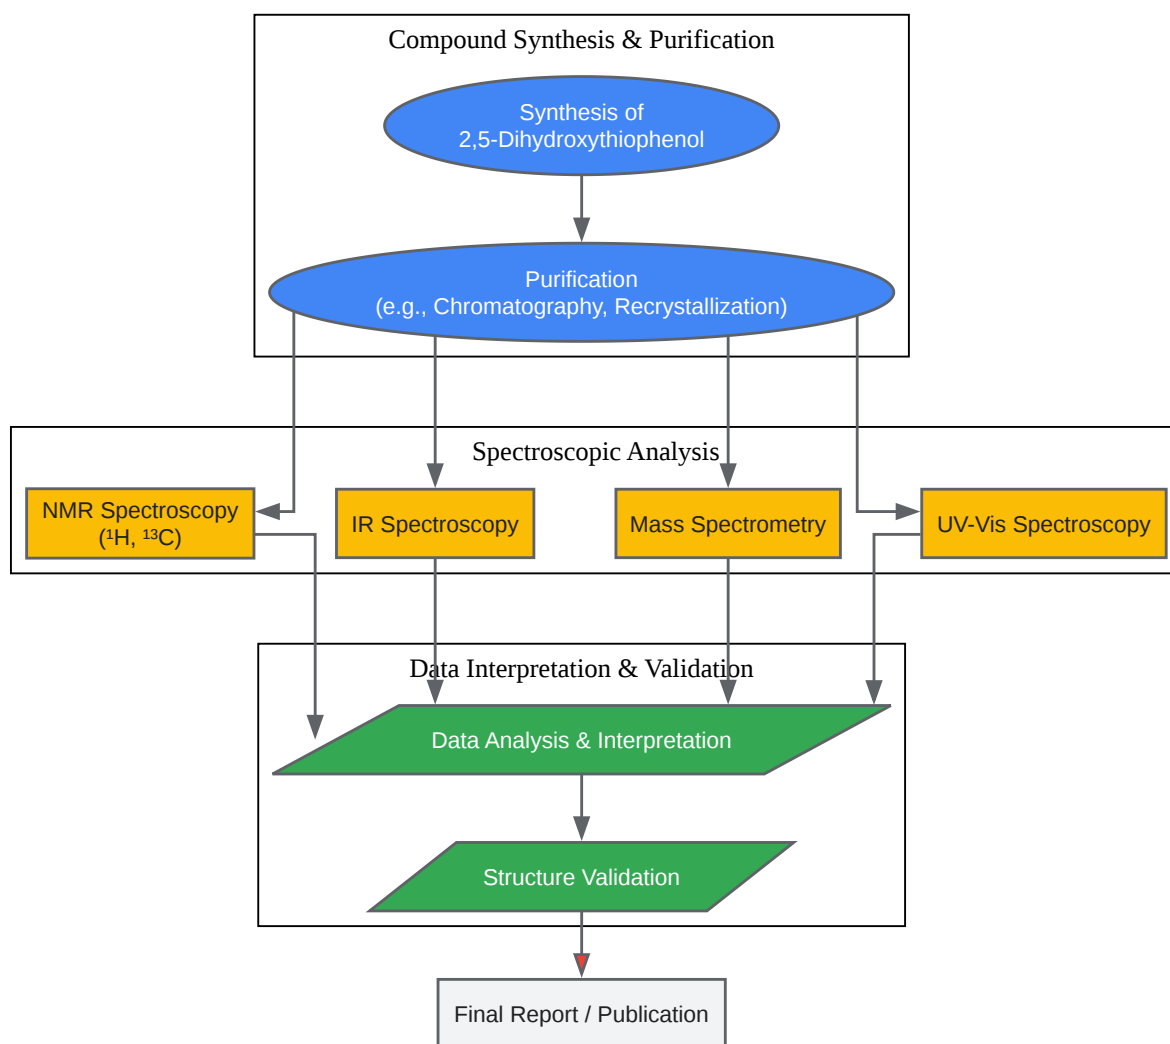 Compound Synthesis & Purification
Synthesis of
2,5-Dihydroxythiophenol
Purification
(e.g., Chromatography, Recrystallization)
Spectroscopic Analysis
NMR Spectroscopy
(¹H, ¹³C)
IR Spectroscopy
Mass Spectrometry
UV-Vis Spectroscopy
Data Interpretation & Validation
Data Analysis & Interpretation
Structure Validation
Final Report / Publication